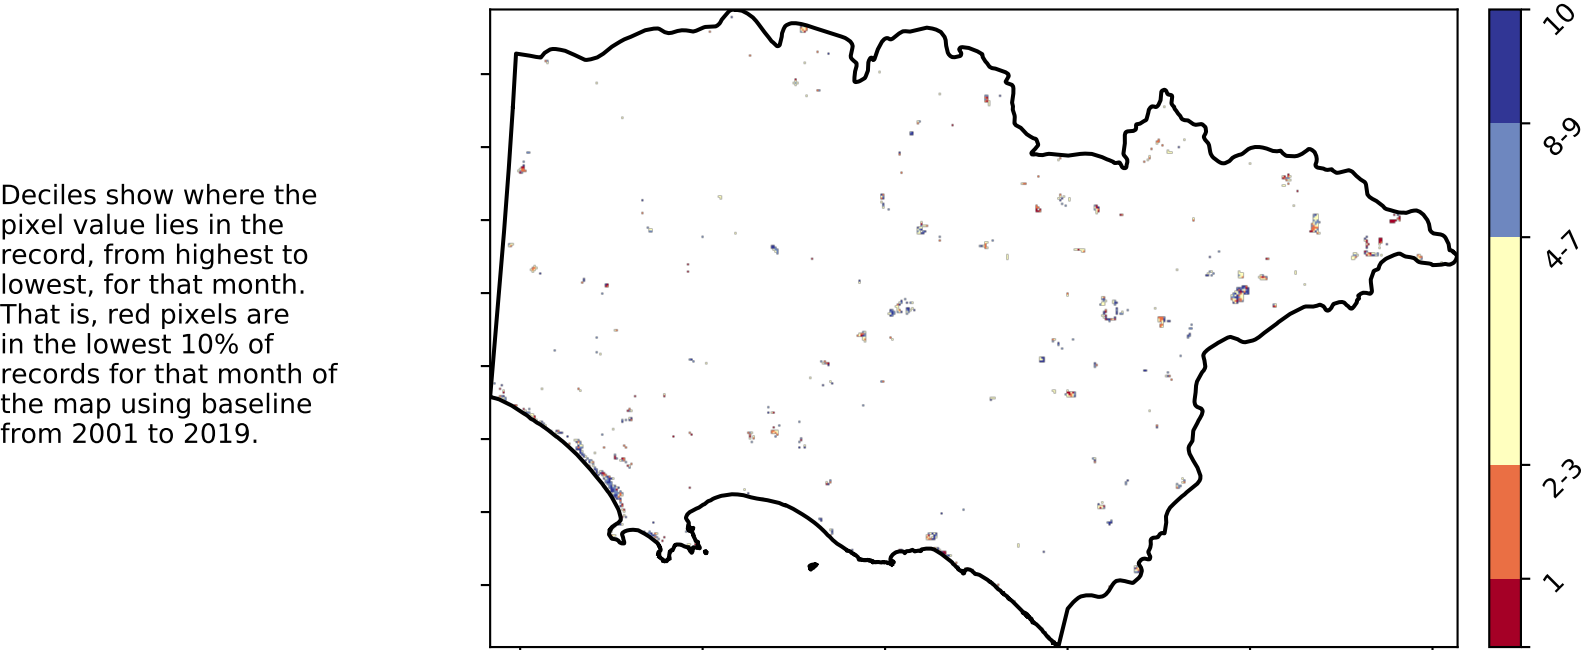 Deciles show where the
pixel value lies in the
record, from highest to
lowest, for that month.
That is, red pixels are
in the lowest 10% of
records for that month of
the map using baseline
from 2001 to 2019.
10
8-9
4-7
2-3
1